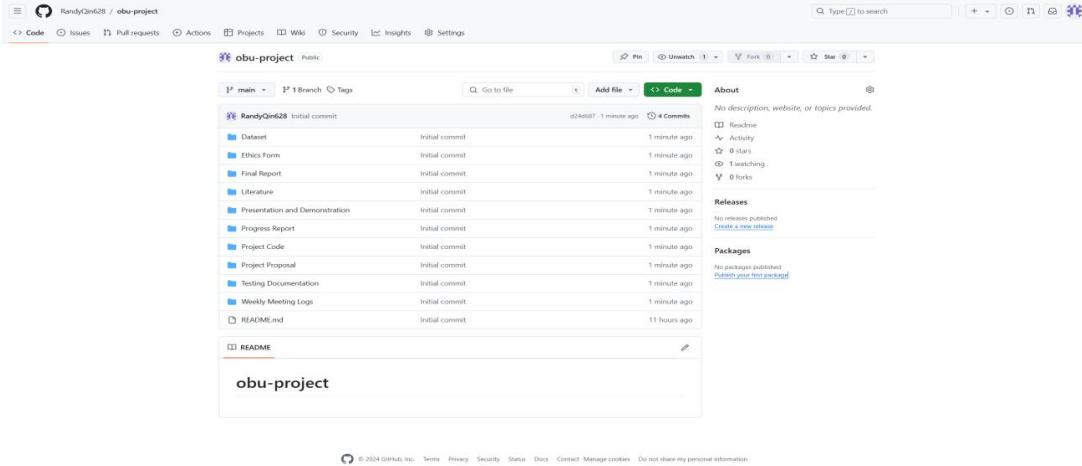 RandyQin628 / obu-project
Type / to search
Code Issues Pull requests Actions Projects Wiki Security Insights Settings
obu-project Public
Pin Unwatch 1 Fork 0 Star 0
main 1 Branch Tags
Go to file t Add file Code
About
No description, website, or topics provided.
RandyQin628 Initial commit d24d687 · 1 minute ago 4 Commits
Readme
Activity
0 stars
1 watching
0 forks
Dataset Initial commit 1 minute ago
Ethics Form Initial commit 1 minute ago
Final Report Initial commit 1 minute ago
Literature Initial commit 1 minute ago
Presentation and Demonstration Initial commit 1 minute ago
Progress Report Initial commit 1 minute ago
Project Code Initial commit 1 minute ago
Project Proposal Initial commit 1 minute ago
Testing Documentation Initial commit 1 minute ago
Weekly Meeting Logs Initial commit 1 minute ago
README.md Initial commit 11 hours ago
Releases
No releases published
Create a new release
Packages
No packages published
Publish your first package
README
obu-project
© 2024 GitHub, Inc. Terms Privacy Security Status Docs Contact Manage cookies Do not share my personal information